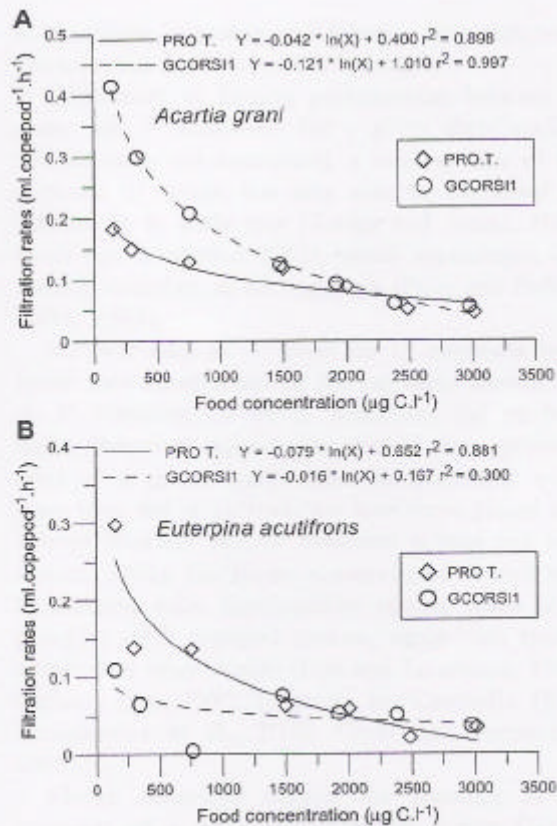 A
PRO T. Y = -0.042 * ln(X) + 0.400 r² = 0.898
GCORSI1 Y = -0.121 * ln(X) + 1.010 r² = 0.997
Acartia grani
PRO.T.
GCORSI1
Filtration rates (ml.copepod⁻¹.h⁻¹)
0.5
0.4
0.3
0.2
0.1
0
0 500 1000 1500 2000 2500 3000 3500
Food concentration (µg C.l⁻¹)
B
PRO T. Y = -0.079 * ln(X) + 0.652 r² = 0.881
GCORSI1 Y = -0.016 * ln(X) + 0.167 r² = 0.300
Euterpina acutifrons
PRO T.
GCORSI1
Filtration rates (ml.copepod⁻¹.h⁻¹)
0.4
0.3
0.2
0.1
0
0 500 1000 1500 2000 2500 3000 3500
Food concentration (µg C.l⁻¹)